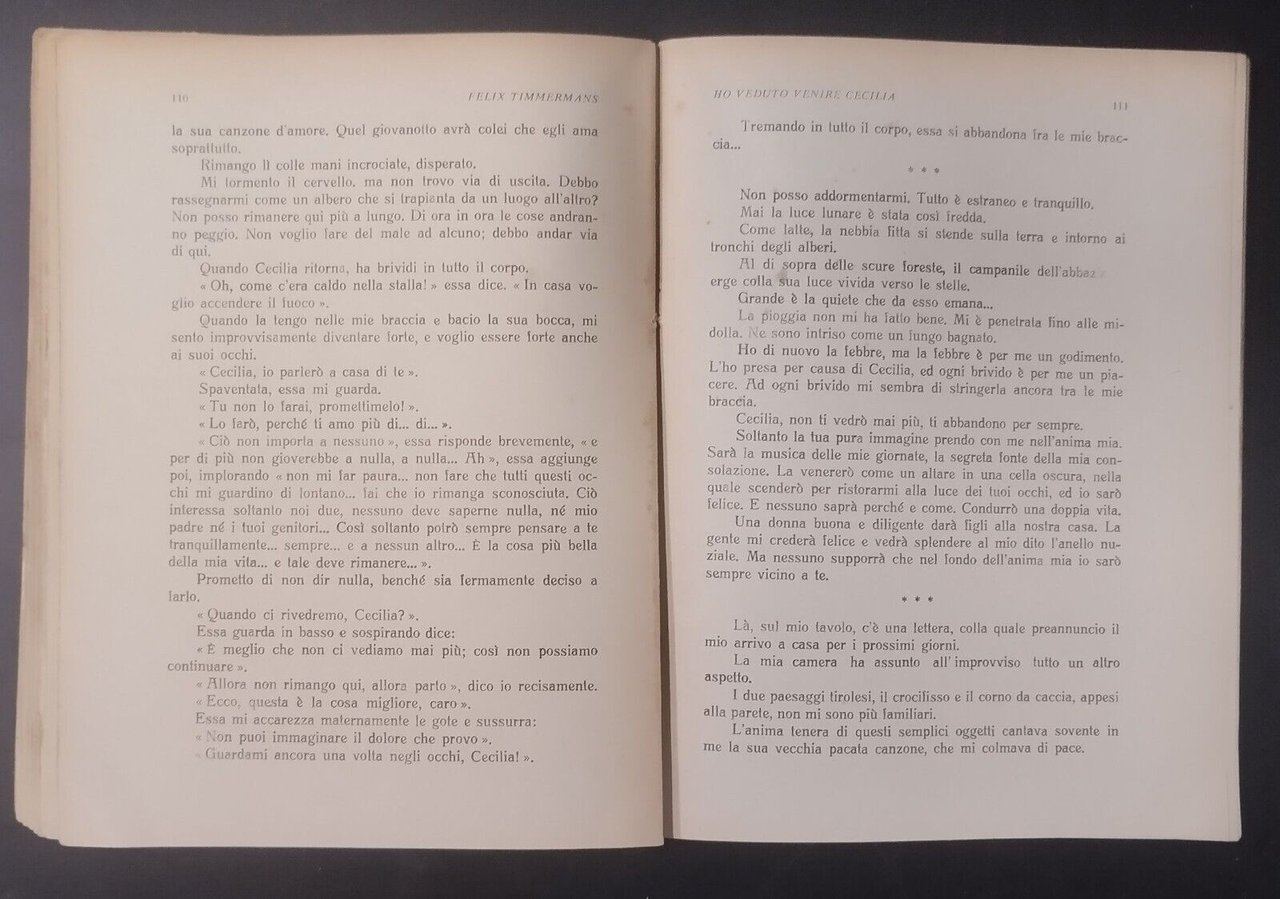 110
FELIX TIMMERMANS
la sua canzone d'amore. Quel giovanotto avrà colei che egli ama
soprattutto.
Rimango lì colle mani incrociate, disperato.
Mi tormento il cervello, ma non trovo via di uscita. Debbo
rassegnarmi come un albero che si trapianta da un luogo all'altro?
Non posso rimanere qui più a lungo. Di ora in ora le cose andran-
no peggio. Non voglio fare del male ad alcuno; debbo andar via
di qui.
Quando Cecilia ritorna, ha brividi in tutto il corpo.
« Oh, come c'era caldo nella stalla! » essa dice. « In casa vo-
glio accendere il fuoco ».
Quando la tengo nelle mie braccia e bacio la sua bocca, mi
sento improvvisamente diventare forte, e voglio essere forte anche
ai suoi occhi.
« Cecilia, io parlerò a casa di te ».
Spaventata, essa mi guarda.
« Tu non lo farai, promettimelo! ».
« Lo farò, perché ti amo più di... di... ».
« Ciò non importa a nessuno », essa risponde brevemente, « e
per di più non gioverebbe a nulla, a nulla... Ah », essa aggiunge
poi, implorando « non mi far paura... non fare che tutti questi oc-
chi mi guardino di lontano... fai che io rimanga sconosciuta. Ciò
interessa soltanto noi due, nessuno deve saperne nulla, né mio
padre né i tuoi genitori... Così soltanto potrò sempre pensare a te
tranquillamente... sempre... e a nessun altro... È la cosa più bella
della mia vita... e tale deve rimanere... ».
Prometto di non dir nulla, benché sia fermamente deciso a
farlo.
« Quando ci rivedremo, Cecilia? ».
Essa guarda in basso e sospirando dice:
« È meglio che non ci vediamo mai più; così non possiamo
continuare ».
« Allora non rimango qui, allora parto », dico io recisamente.
« Ecco, questa è la cosa migliore, caro ».
Essa mi accarezza maternamente le gote e sussurra:
« Non puoi immaginare il dolore che provo ».
« Guardami ancora una volta negli occhi, Cecilia! ».
HO VEDUTO VENIRE CECILIA
111
Tremando in tutto il corpo, essa si abbandona fra le mie brac-
cia...
* * *
Non posso addormentarmi. Tutto è estraneo e tranquillo.
Mai la luce lunare è stata così fredda.
Come latte, la nebbia fitta si stende sulla terra e intorno ai
tronchi degli alberi.
Al di sopra delle scure foreste, il campanile dell'abbaz
erge colla sua luce vivida verso le stelle.
Grande è la quiete che da esso emana...
La pioggia non mi ha fatto bene. Mi è penetrata fino alle mi-
dolla. Ne sono intriso come un fungo bagnato.
Ho di nuovo la febbre, ma la febbre è per me un godimento.
L'ho presa per causa di Cecilia, ed ogni brivido è per me un pia-
cere. Ad ogni brivido mi sembra di stringerla ancora tra le mie
braccia.
Cecilia, non ti vedrò mai più, ti abbandono per sempre.
Soltanto la tua pura immagine prendo con me nell'anima mia.
Sarà la musica delle mie giornate, la segreta fonte della mia con-
solazione. La venererò come un altare in una cella oscura, nella
quale scenderò per ristorarmi alla luce dei tuoi occhi, ed io sarò
felice. E nessuno saprà perché e come. Condurrò una doppia vita.
Una donna buona e diligente darà figli alla nostra casa. La
gente mi crederà felice e vedrà splendere al mio dito l'anello nu-
ziale. Ma nessuno supporrà che nel fondo dell'anima mia io sarò
sempre vicino a te.
* * *
Là, sul mio tavolo, c'è una lettera, colla quale preannuncio il
mio arrivo a casa per i prossimi giorni.
La mia camera ha assunto all'improvviso tutto un altro
aspetto.
I due paesaggi tirolesi, il crocifisso e il corno da caccia, appesi
alla parete, non mi sono più familiari.
L'anima tenera di questi semplici oggetti cantava sovente in
me la sua vecchia pacata canzone, che mi colmava di pace.